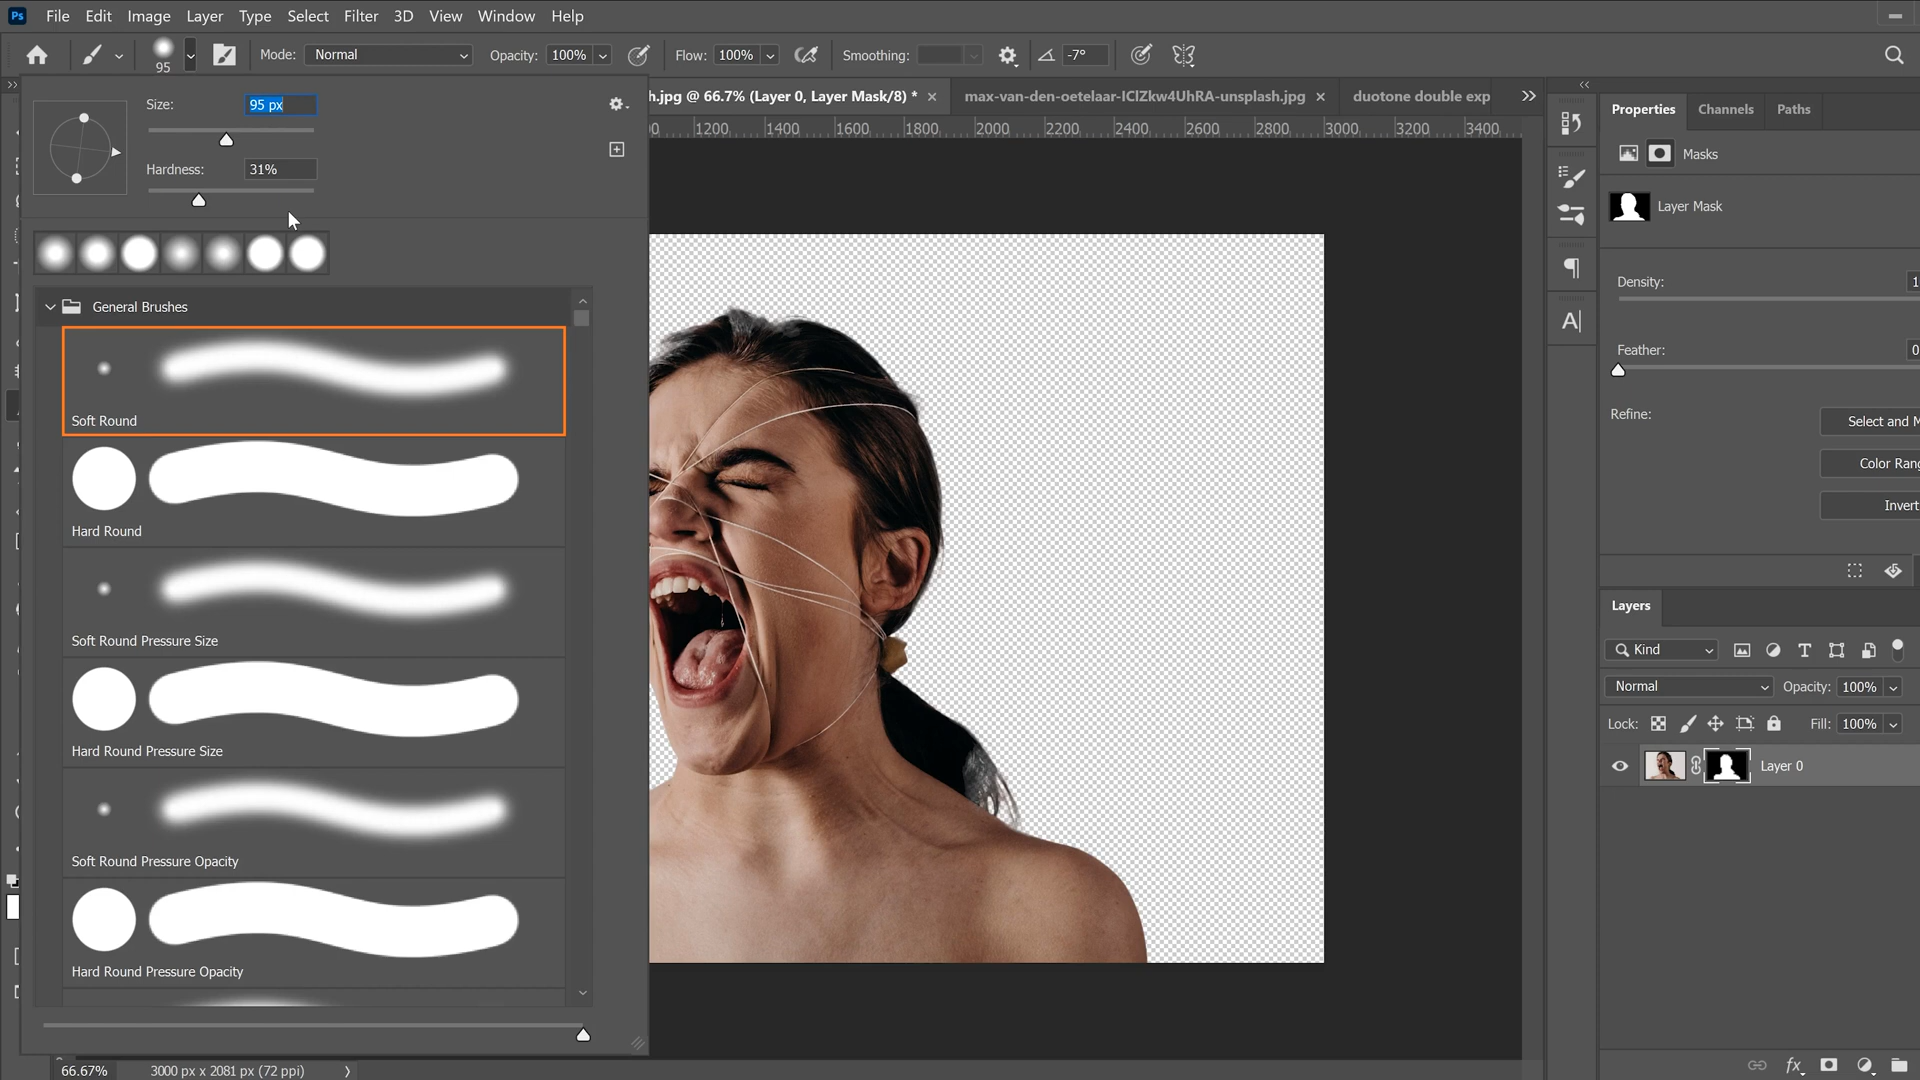 Ps File Edit Image Layer Type Select Filter 3D View Window Help
95 Mode: Normal Opacity: 100% Flow: 100% Smoothing: -7°
Size: 95 px
Hardness: 31%
h.jpg @ 66.7% (Layer 0, Layer Mask/8) * × max-van-den-oetelaar-ICIZkw4UhRA-unsplash.jpg × duotone double exp
00 1200 1400 1600 1800 2000 2200 2400 2600 2800 3000 3200 3400
General Brushes
Soft Round
Hard Round
Soft Round Pressure Size
Hard Round Pressure Size
Soft Round Pressure Opacity
Hard Round Pressure Opacity
66.67% 3000 px x 2081 px (72 ppi)
Properties Channels Paths
Masks
Layer Mask
Density: 1
Feather: 0
Refine: Select and M
Color Rang
Invert
Layers
Kind
Normal Opacity: 100%
Lock: Fill: 100%
Layer 0
fx